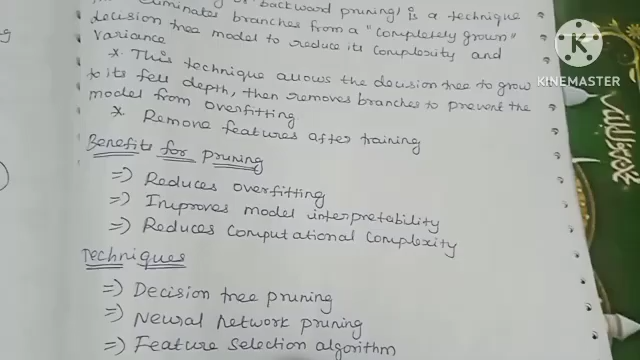 eliminates branches from a "completely grown"
or backward pruning, is a technique
decision tree model to reduce its complexity and
variance
* This technique allows the decision tree to grow
to its full depth, then removes branches to prevent the
model from overfitting
* Remove features after training
Benefits for pruning
=> Reduces overfitting
=> Improves model interpretability
=> Reduces computational complexity
Techniques
=> Decision tree pruning
=> Neural network pruning
=> Feature selection algorithm
KINEMASTER